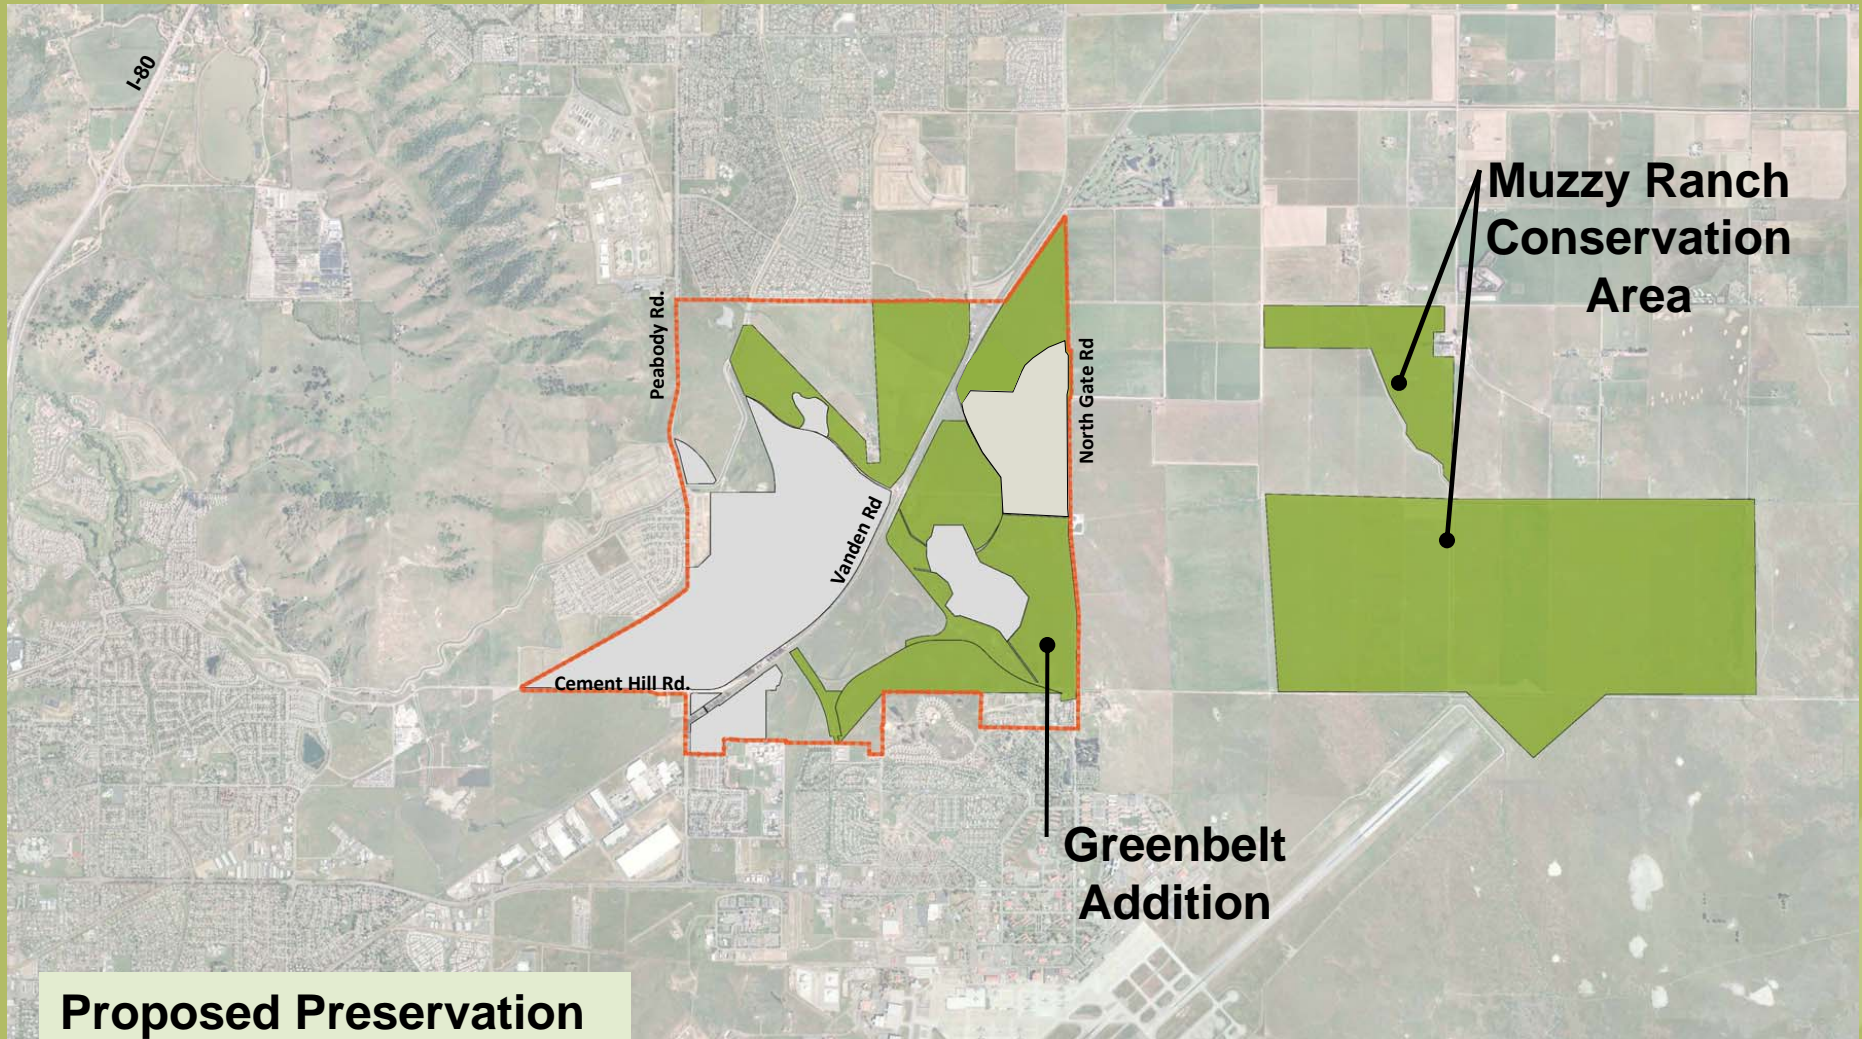 I-80
Muzzy Ranch
Conservation
Area
Peabody Rd.
North Gate Rd
Vanden Rd
Cement Hill Rd.
Greenbelt
Addition
Proposed Preservation